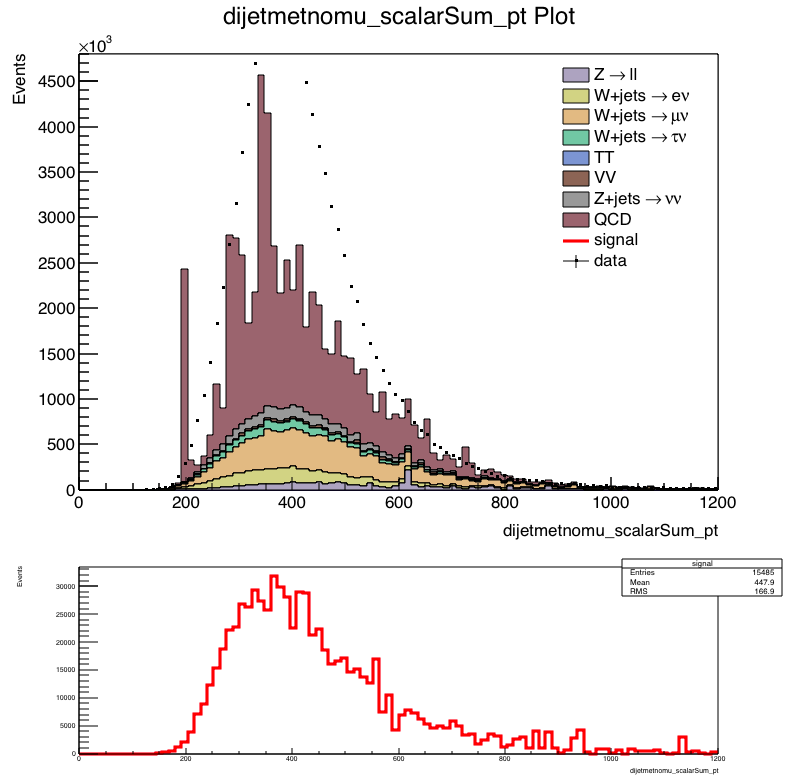 dijetmetnomu_scalarSum_pt Plot
×10³
Events
4500
4000
3500
3000
2500
2000
1500
1000
500
0
0 200 400 600 800 1000 1200
dijetmetnomu_scalarSum_pt
Z → ll
W+jets → eν
W+jets → μν
W+jets → τν
TT
VV
Z+jets → νν
QCD
signal
data
Events
30000
25000
20000
15000
10000
5000
0
0 200 400 600 800 1000 1200
dijetmetnomu_scalarSum_pt
signal
Entries 15485
Mean 447.9
RMS 166.9